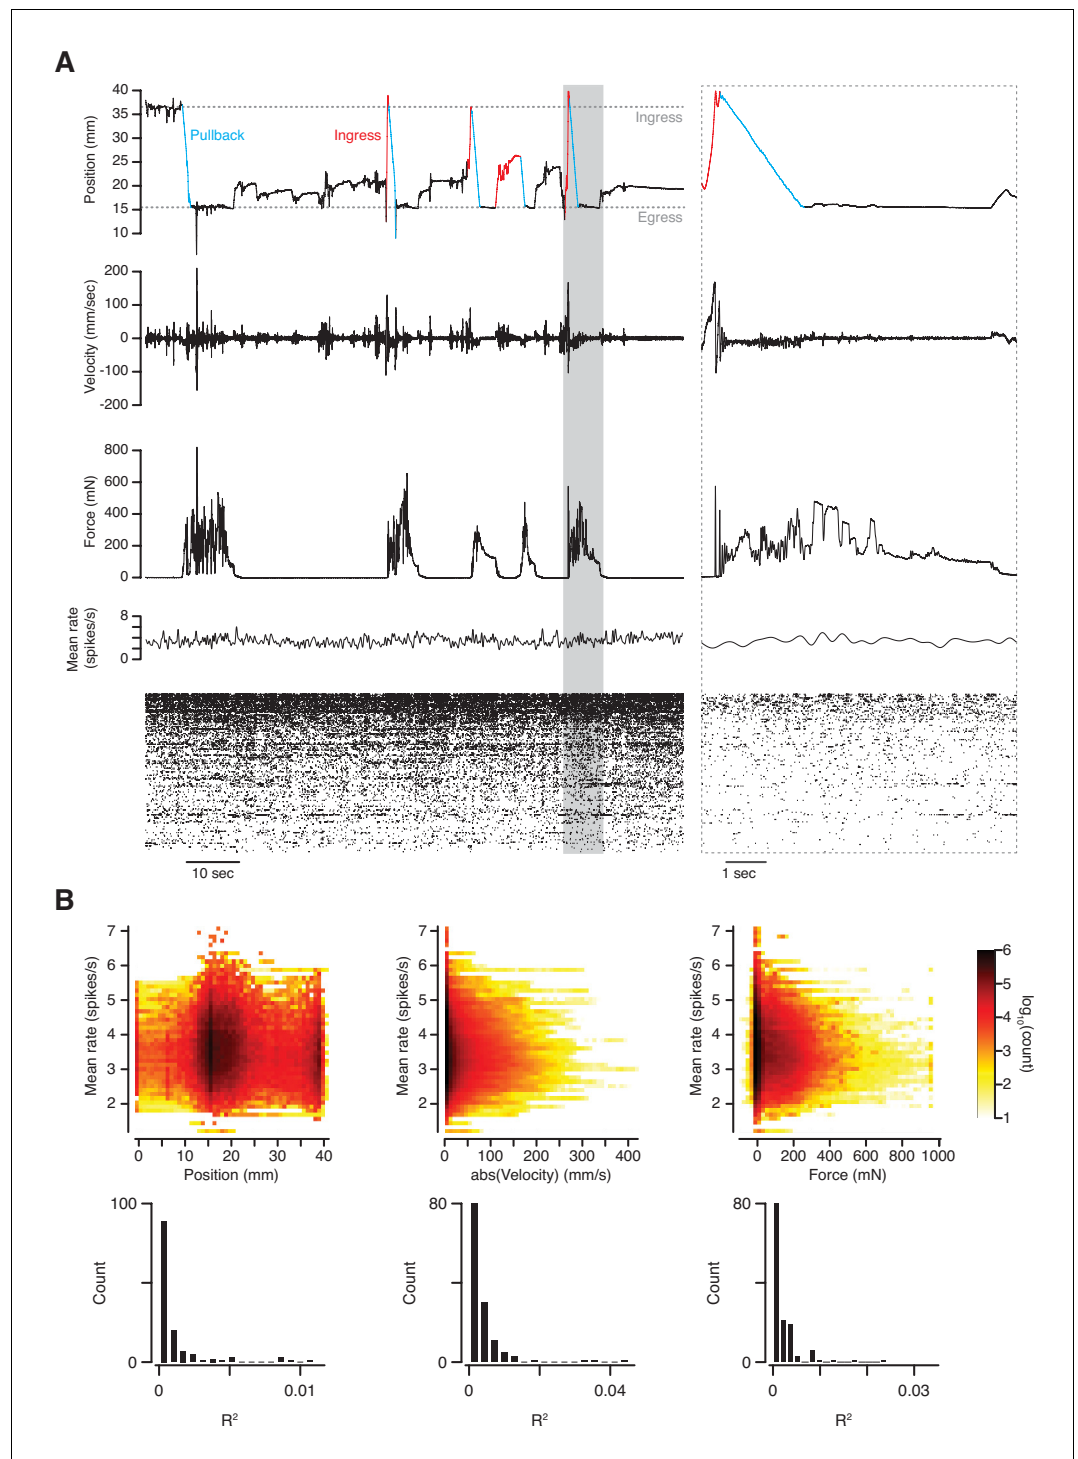 A
Position (mm)
40
35
30
25
20
15
10
Pullback
Ingress
Ingress
Egress
Velocity (mm/sec)
200
100
0
-100
-200
Force (mN)
800
600
400
200
0
Mean rate
(spikes/s)
8
0
10 sec
1 sec
B
Mean rate (spikes/s)
7
6
5
4
3
2
0 10 20 30 40
Position (mm)
Mean rate (spikes/s)
7
6
5
4
3
2
0 100 200 300 400
abs(Velocity) (mm/s)
Mean rate (spikes/s)
7
6
5
4
3
2
0 200 400 600 800 1000
Force (mN)
6
5
4
3
2
1
log₁₀(count)
Count
100
0
0 0.01
R²
Count
80
0
0 0.04
R²
Count
80
0
0 0.03
R²